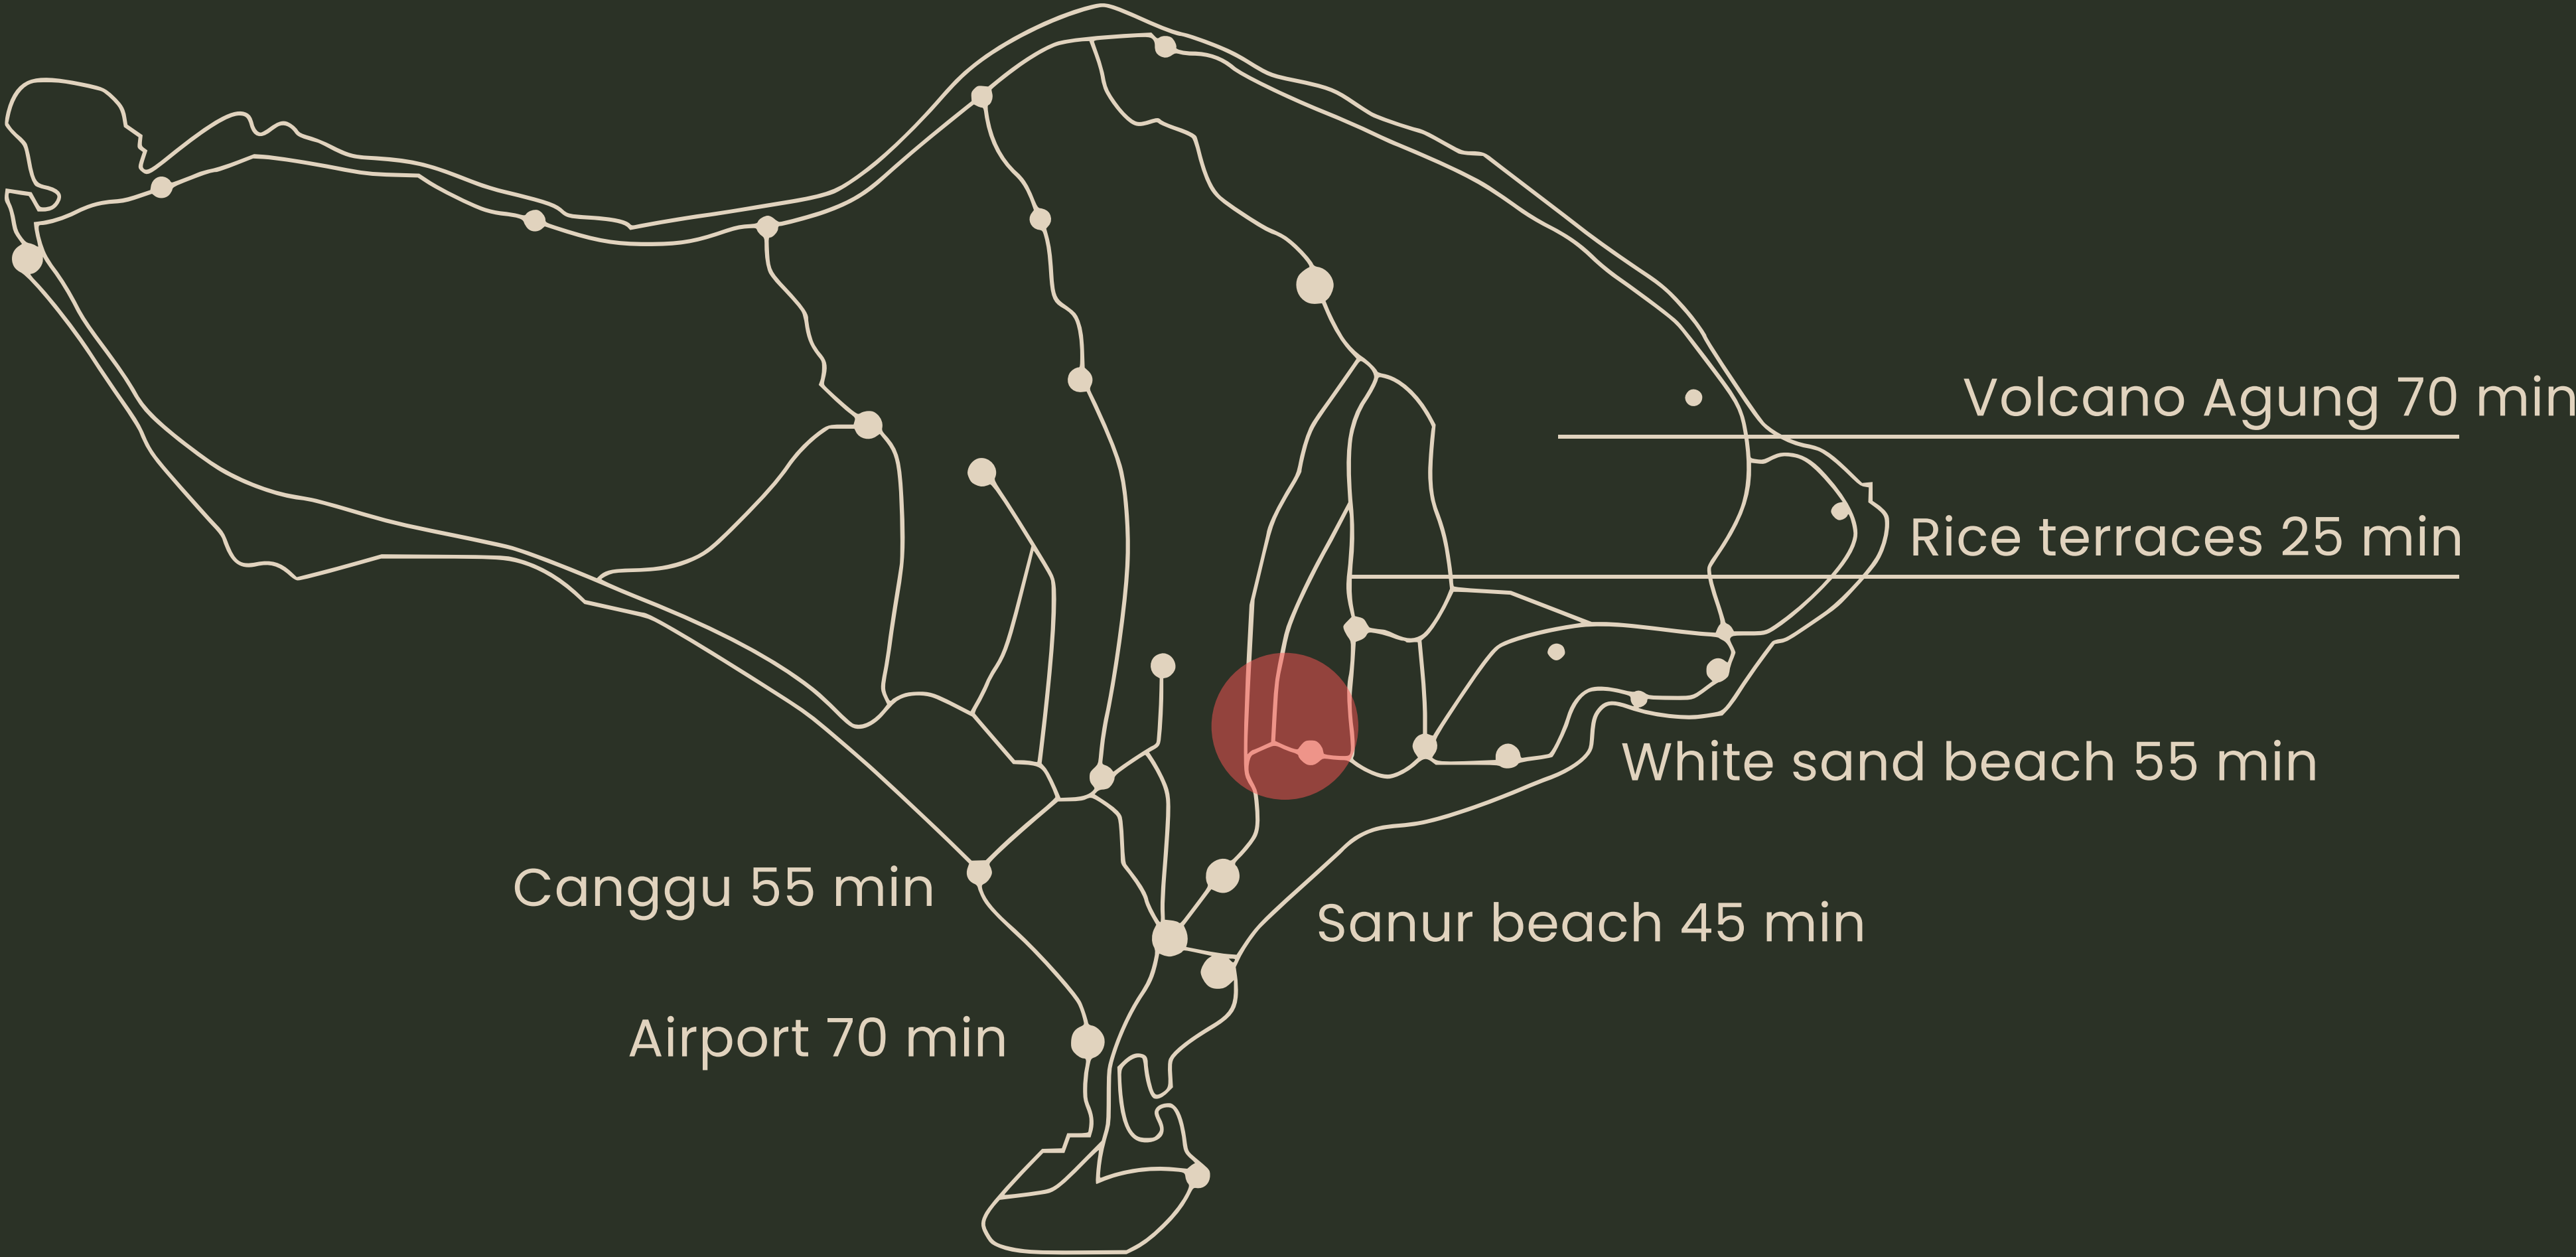 Volcano Agung 70 min
Rice terraces 25 min
White sand beach 55 min
Canggu 55 min
Sanur beach 45 min
Airport 70 min